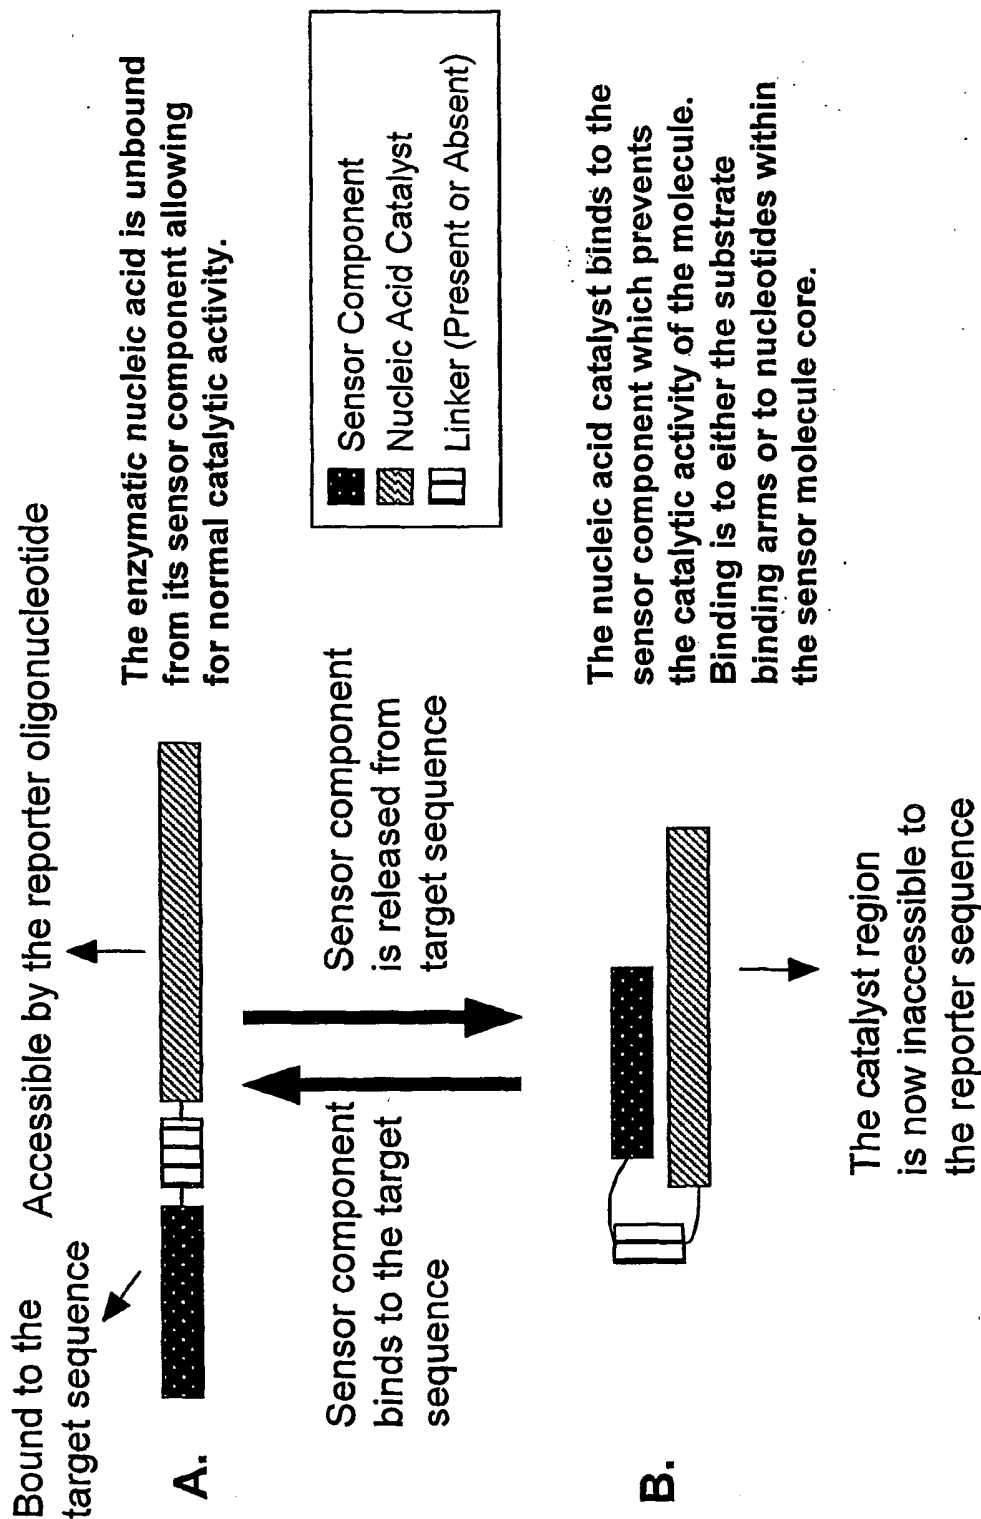 Bound to the
target sequence
Accessible by the reporter oligonucleotide
A.
The enzymatic nucleic acid is unbound
from its sensor component allowing
for normal catalytic activity.
Sensor component
binds to the target
sequence
Sensor component
is released from
target sequence
Sensor Component
Nucleic Acid Catalyst
Linker (Present or Absent)
B.
The nucleic acid catalyst binds to the
sensor component which prevents
the catalytic activity of the molecule.
Binding is to either the substrate
binding arms or to nucleotides within
the sensor molecule core.
The catalyst region
is now inaccessible to
the reporter sequence